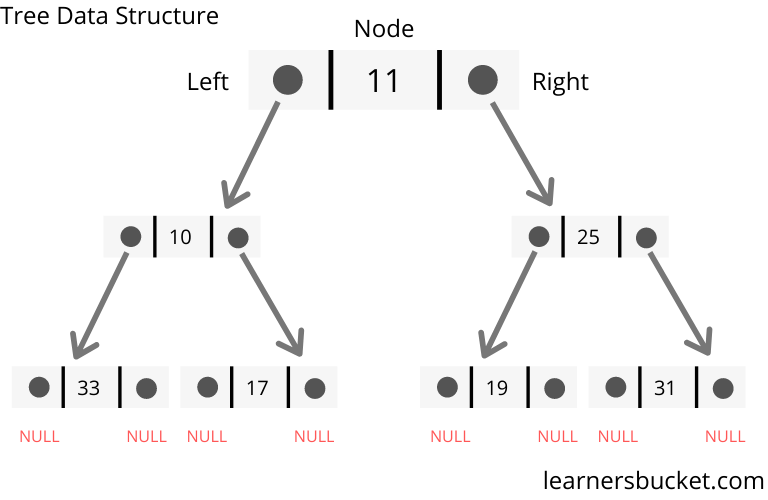 Tree Data Structure
Node
Left 11 Right
10 25
33 17 19 31
NULL NULL NULL NULL NULL NULL NULL NULL
learnersbucket.com